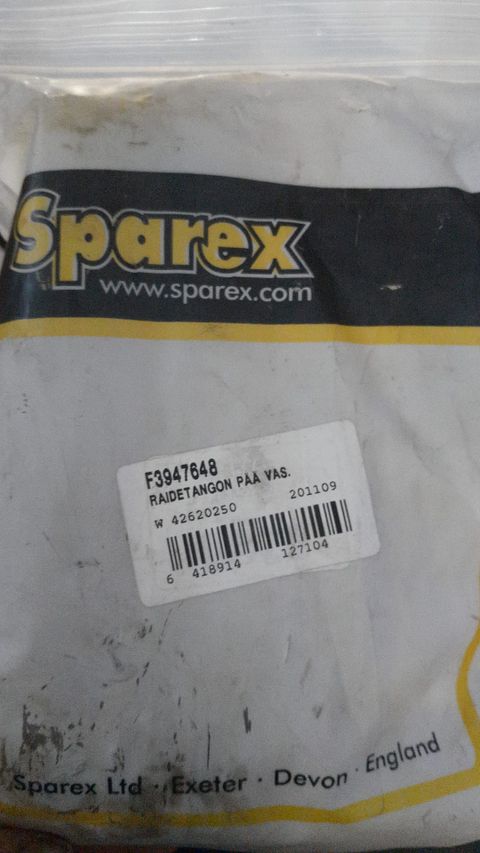 Sparex
www.sparex.com
F3947648
RAIDETANGON PÄÄ VAS.
W 42620250 201109
6 418914 127104
Sparex Ltd · Exeter · Devon · England